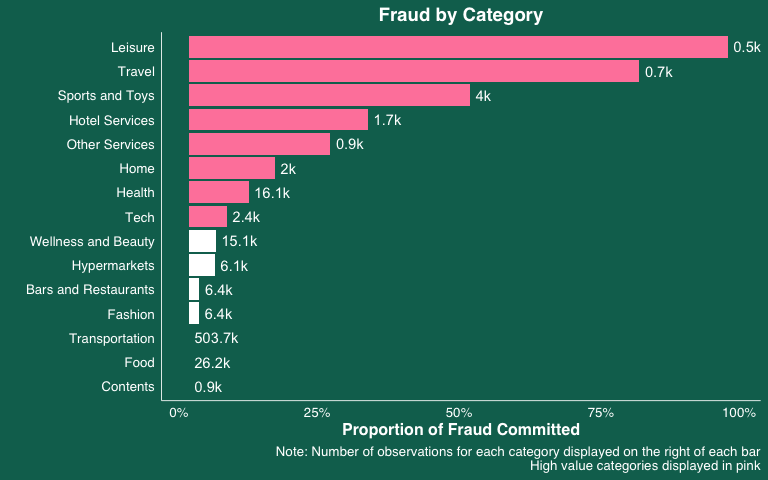 Fraud by Category
Leisure 0.5k
Travel 0.7k
Sports and Toys 4k
Hotel Services 1.7k
Other Services 0.9k
Home 2k
Health 16.1k
Tech 2.4k
Wellness and Beauty 15.1k
Hypermarkets 6.1k
Bars and Restaurants 6.4k
Fashion 6.4k
Transportation 503.7k
Food 26.2k
Contents 0.9k
0% 25% 50% 75% 100%
Proportion of Fraud Committed
Note: Number of observations for each category displayed on the right of each bar
High value categories displayed in pink